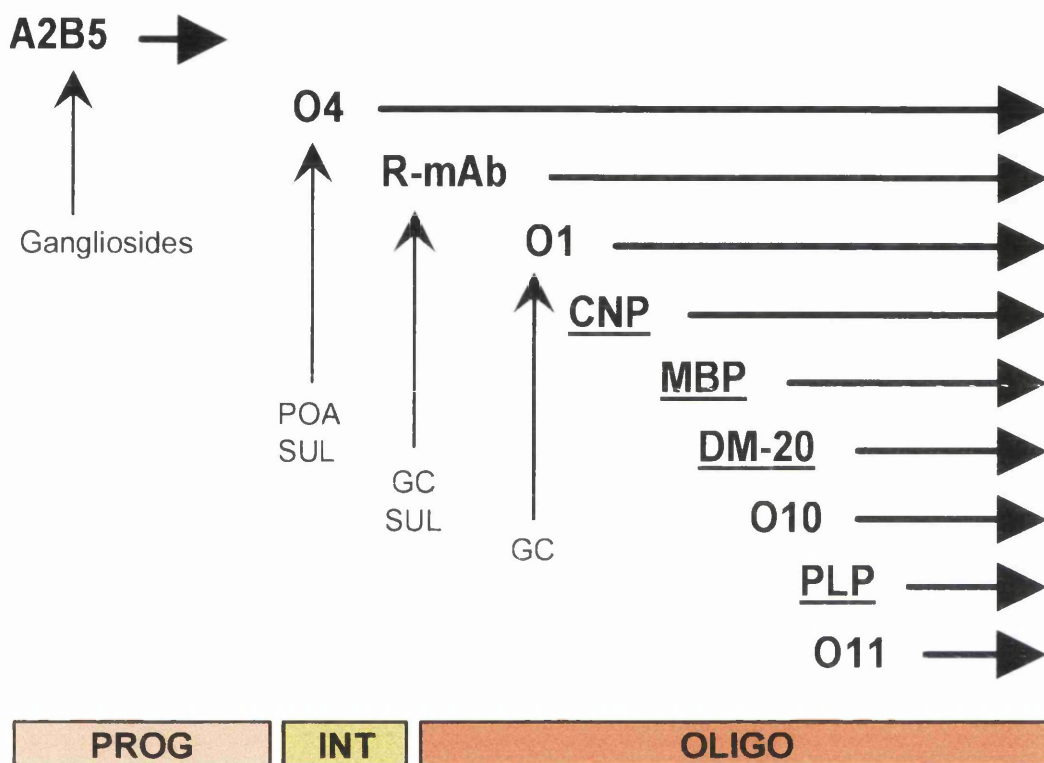 A2B5
O4
R-mAb
Gangliosides
O1
CNP
MBP
POA
SUL
DM-20
GC
SUL
O10
GC
PLP
O11
PROG INT OLIGO